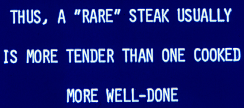 THUS, A "RARE" STEAK USUALLY
IS MORE TENDER THAN ONE COOKED
MORE WELL-DONE